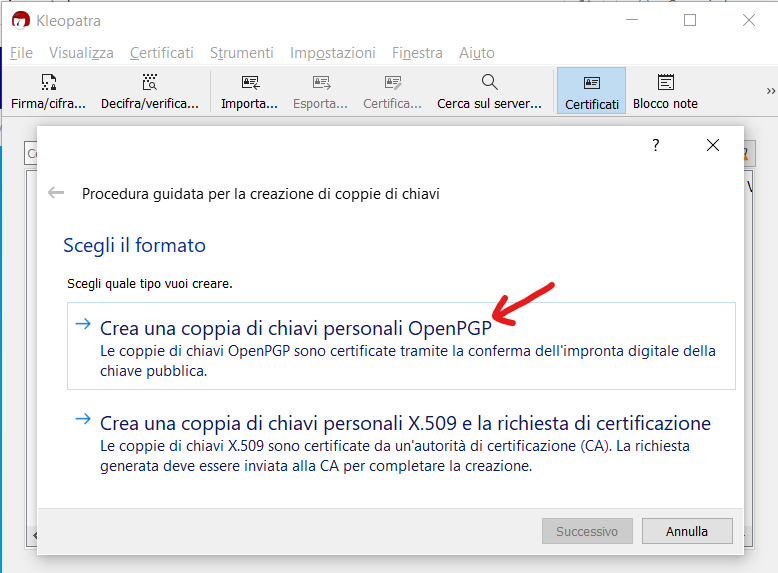 Kleopatra
File Visualizza Certificati Strumenti Impostazioni Finestra Aiuto
Firma/cifra... Decifra/verifica... Importa... Esporta... Certifica... Cerca sul server... Certificati Blocco note
?
Procedura guidata per la creazione di coppie di chiavi
Scegli il formato
Scegli quale tipo vuoi creare.
Crea una coppia di chiavi personali OpenPGP
Le coppie di chiavi OpenPGP sono certificate tramite la conferma dell'impronta digitale della
chiave pubblica.
Crea una coppia di chiavi personali X.509 e la richiesta di certificazione
Le coppie di chiavi X.509 sono certificate da un'autorità di certificazione (CA). La richiesta
generata deve essere inviata alla CA per completare la creazione.
Successivo Annulla